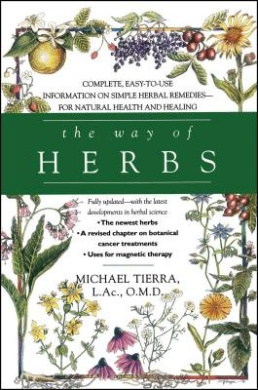 COMPLETE, EASY-TO-USE
INFORMATION ON SIMPLE HERBAL REMEDIES—
FOR NATURAL HEALTH AND HEALING
the way of
HERBS
Fully updated—with the latest
developments in herbal science
• The newest herbs
• A revised chapter on botanical
cancer treatments
• Uses for magnetic therapy
MICHAEL TIERRA,
L.Ac., O.M.D.